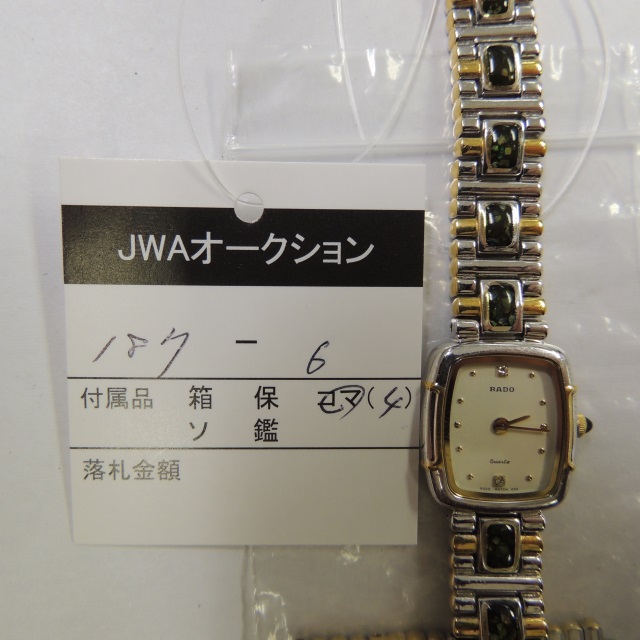 JWAオークション
187 - 6
付属品 箱 保 コマ(4)
ソ 鑑
落札金額
RADO